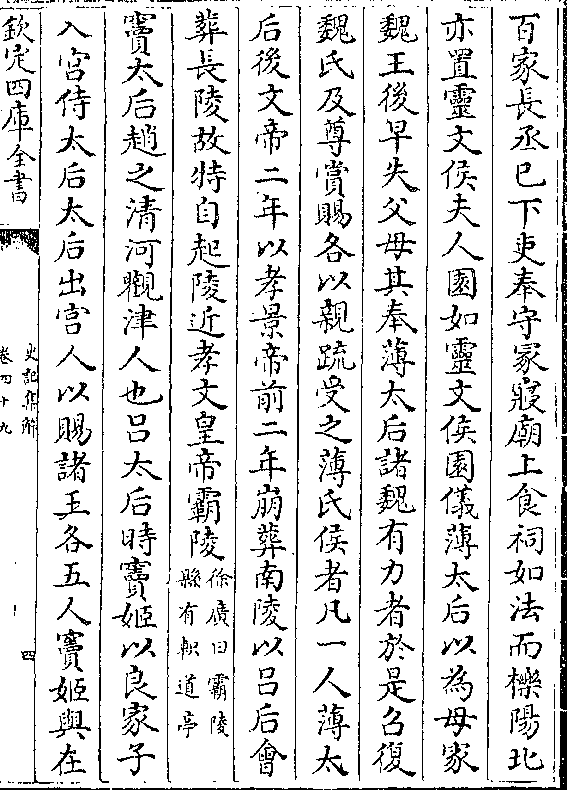 百家長丞已下吏奉守冢寢廟上食祠如法而櫟陽北
亦置靈文侯夫人園如靈文侯園儀薄太后以為母家
魏王後早失父母其奉薄太后諸魏有力者於是召復
魏氏及尊賞賜各以親疏受之薄氏侯者凡一人薄太
后後文帝二年以孝景帝前二年崩葬南陵以吕后會
葬長陵故特自起陵近孝文皇帝霸陵徐廣曰霸陵縣有軹道亭
竇太后趙之清河觀津人也吕太后時竇姬以良家子
入宫侍太后太后出宫人以賜諸王各五人竇姬與在
欽定四庫全書
史記集解
卷四十九
四